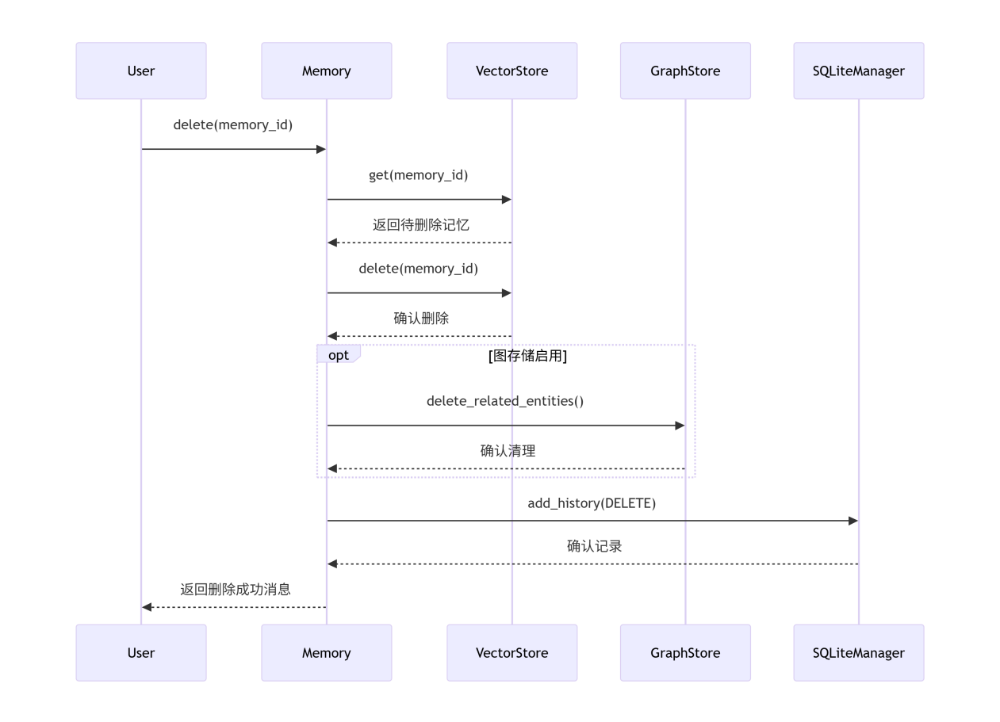 User
Memory
VectorStore
GraphStore
SQLiteManager
delete(memory_id)
get(memory_id)
返回待删除记忆
delete(memory_id)
确认删除
opt
[图存储启用]
delete_related_entities()
确认清理
add_history(DELETE)
确认记录
返回删除成功消息
User
Memory
VectorStore
GraphStore
SQLiteManager